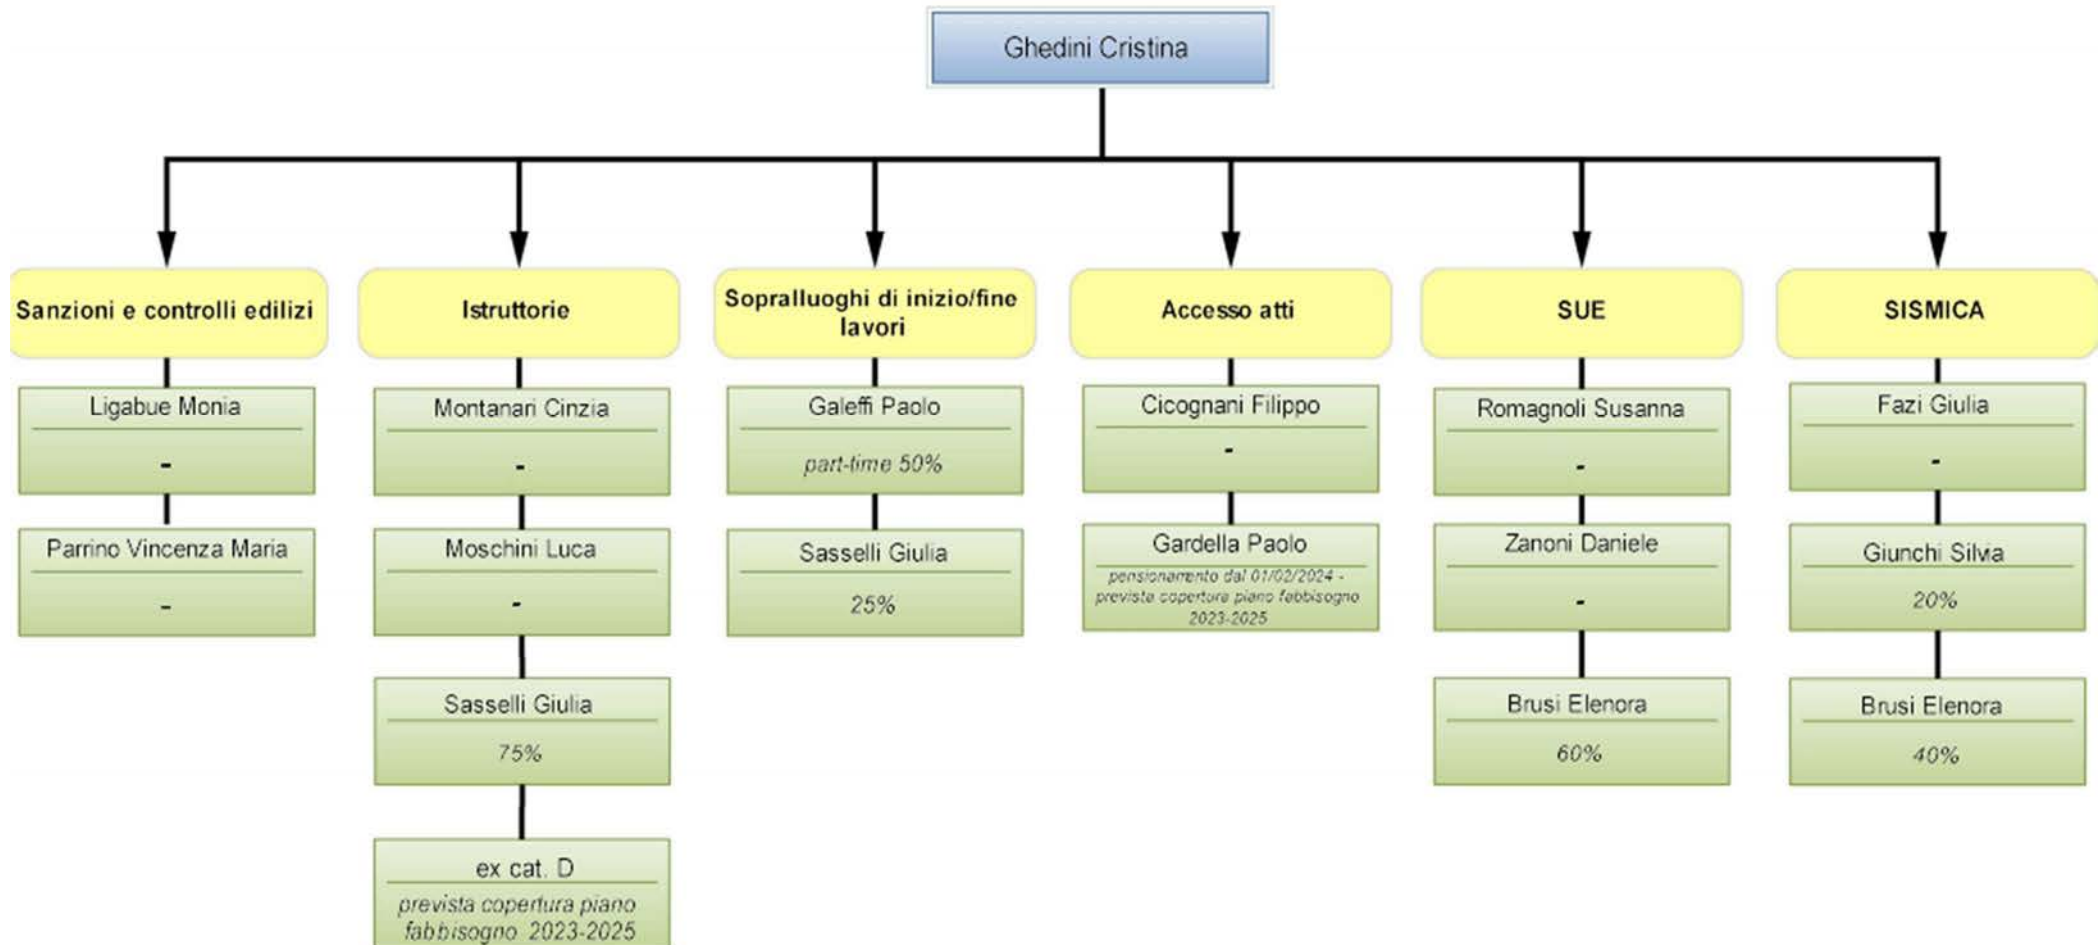 Ghedini Cristina
Sanzioni e controlli edilizi
Ligabue Monia
-
Parrino Vincenza Maria
-
Istruttorie
Montanari Cinzia
-
Moschini Luca
-
Sasselli Giulia
75%
ex cat. D
prevista copertura piano
fabbisogno 2023-2025
Sopralluoghi di inizio/fine
lavori
Galeffi Paolo
part-time 50%
Sasselli Giulia
25%
Accesso atti
Cicognani Filippo
-
Gardella Paolo
pensionamento dal 01/02/2024 -
prevista copertura piano fabbisogno
2023-2025
SUE
Romagnoli Susanna
-
Zanoni Daniele
-
Brusi Elenora
60%
SISMICA
Fazi Giulia
-
Giunchi Silvia
20%
Brusi Elenora
40%